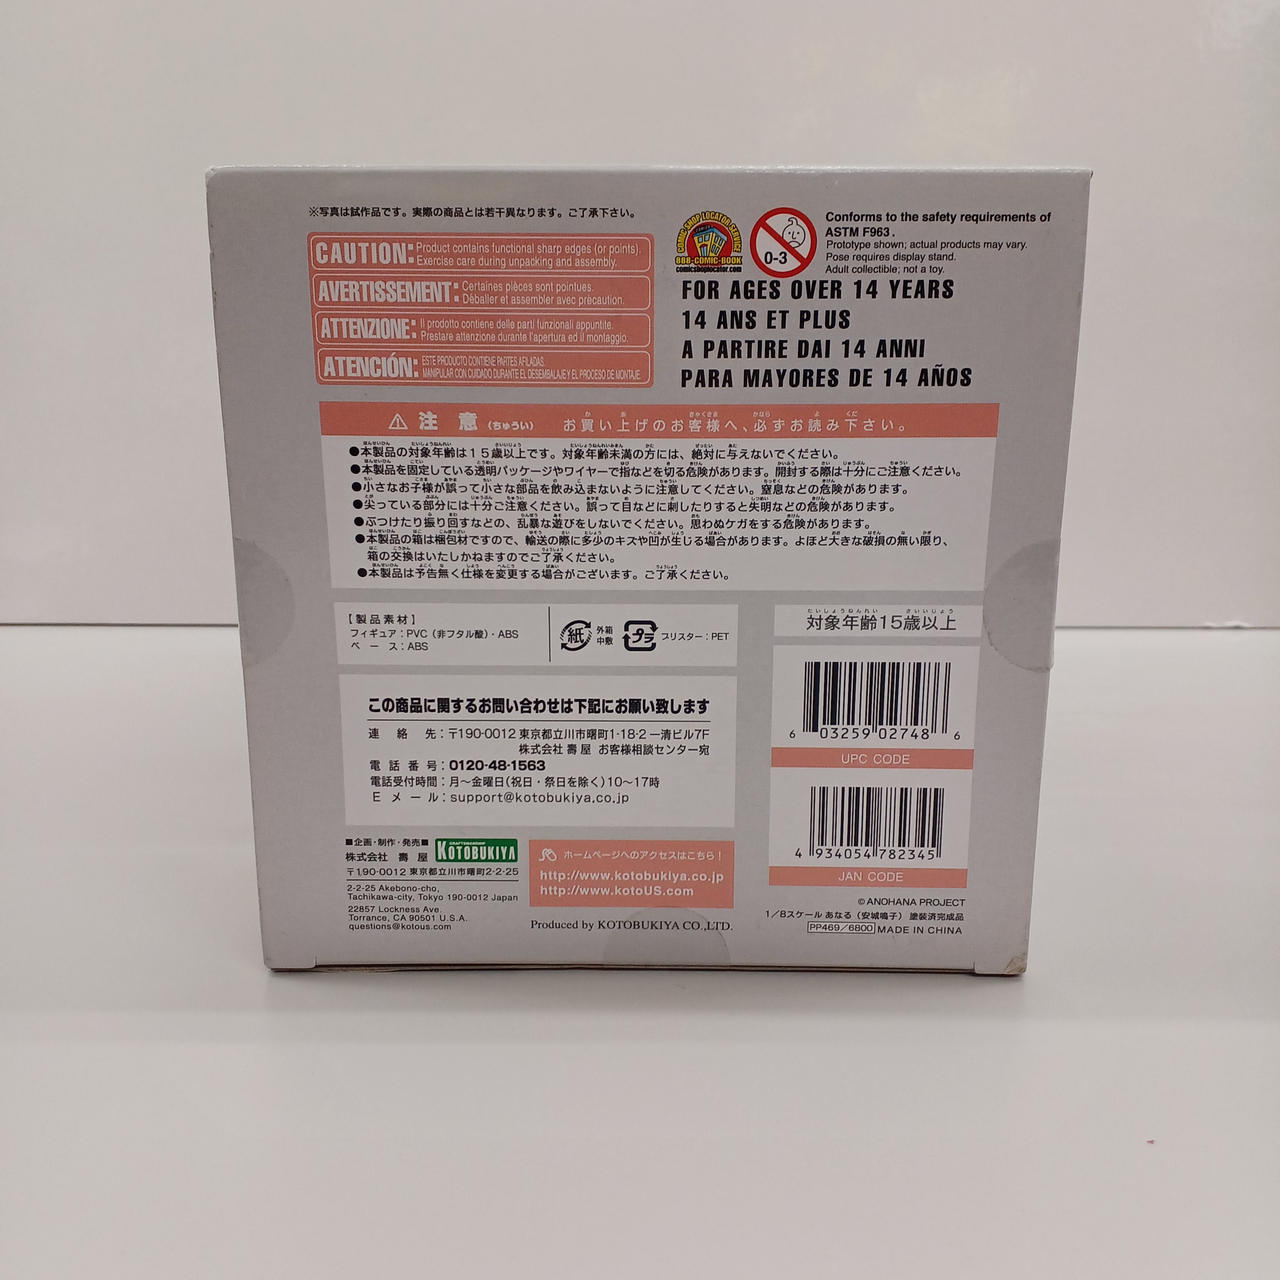 ※写真は試作品です。実際の商品とは若干異なります。ご了承下さい。
CAUTION: Product contains functional sharp edges (or points).
Exercise care during unpacking and assembly.
AVERTISSEMENT: Certaines pièces sont pointues.
Déballer et assembler avec précaution.
ATTENZIONE: Il prodotto contiene delle parti funzionali appuntite.
Prestare attenzione durante l'apertura ed il montaggio.
ATENCIÓN: ESTE PRODUCTO CONTIENE PARTES AFILADAS.
MANIPULAR CON CUIDADO DURANTE EL DESEMBALAJE Y EL PROCESO DE MONTAJE.
COMIC SHOP LOCATOR SERVICE
888-COMIC-BOOK
comicshoplocator.com
0-3
Conforms to the safety requirements of
ASTM F963.
Prototype shown; actual products may vary.
Pose requires display stand.
Adult collectible; not a toy.
FOR AGES OVER 14 YEARS
14 ANS ET PLUS
A PARTIRE DAI 14 ANNI
PARA MAYORES DE 14 AÑOS
注意(ちゅうい) お買い上げのお客様へ、必ずお読み下さい。
●本製品の対象年齢は15歳以上です。対象年齢未満の方には、絶対に与えないでください。
●本製品を固定している透明パッケージやワイヤーで指などを切る危険があります。開封する際は十分にご注意ください。
●小さなお子様が誤って小さな部品を飲み込まないように注意してください。窒息などの危険があります。
●尖っている部分には十分ご注意ください。誤って目などに刺したりすると失明などの危険があります。
●ぶつけたり振り回すなどの、乱暴な遊びをしないでください。思わぬケガをする危険があります。
●本製品の箱は梱包材ですので、輸送の際に多少のキズや凹が生じる場合があります。よほど大きな破損の無い限り、
箱の交換はいたしかねますのでご了承ください。
●本製品は予告無く仕様を変更する場合がございます。ご了承ください。
【製品素材】
フィギュア:PVC(非フタル酸)・ABS
ベース:ABS
紙 外箱
中敷
プラ ブリスター:PET
たいしょうねんれい さいいじょう
対象年齢15歳以上
この商品に関するお問い合わせは下記にお願い致します
連絡先:〒190-0012 東京都立川市曙町1-18-2 一清ビル7F
株式会社 壽屋 お客様相談センター宛
電話番号:0120-48-1563
電話受付時間:月〜金曜日(祝日・祭日を除く)10〜17時
Eメール:support@kotobukiya.co.jp
6 03259 02748 6
UPC CODE
4 934054 782345
JAN CODE
■企画・制作・発売■
株式会社 壽屋
CRAFTSMANSHIP
KOTOBUKIYA
〒190-0012 東京都立川市曙町2-2-25
2-2-25 Akebono-cho,
Tachikawa-city, Tokyo 190-0012 Japan
22857 Lockness Ave.
Torrance, CA 90501 U.S.A.
questions@kotous.com
ホームページへのアクセスはこちら!
http://www.kotobukiya.co.jp
http://www.kotoUS.com
Produced by KOTOBUKIYA CO.,LTD.
©ANOHANA PROJECT
1/8スケール あなる(安城鳴子) 塗装済完成品
PP469/6800 MADE IN CHINA